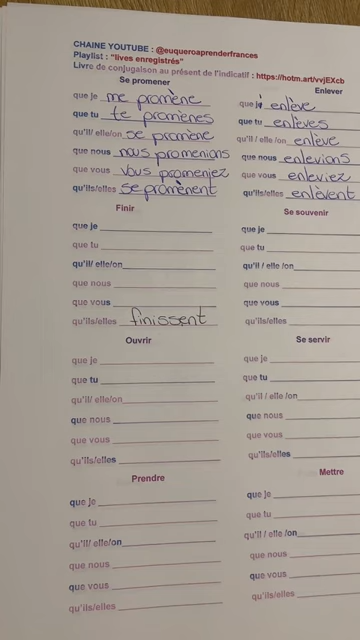 CHAINE YOUTUBE : @euqueroaprenderfrances
Playlist : "lives enregistrés"
Livre de conjugaison au présent de l'indicatif : https://hotm.art/vvjEXcb
Se promener
que je me promène
que tu te promènes
qu'il/ elle/on se promène
que nous nous promenions
que vous vous promeniez
qu'ils/elles se promènent
Enlever
que j' enlève
que tu enlèves
qu'il / elle /on enlève
que nous enlevions
que vous enleviez
qu'ils/elles enlèvent
Finir
que je
que tu
qu'il/ elle/on
que nous
que vous
qu'ils/elles finissent
Se souvenir
que je
que tu
qu'il / elle /on
que nous
que vous
qu'ils/elles
Ouvrir
que je
que tu
qu'il/ elle/on
que nous
que vous
qu'ils/elles
Se servir
que je
que tu
qu'il / elle /on
que nous
que vous
qu'ils/elles
Prendre
que je
que tu
qu'il/ elle/on
que nous
que vous
qu'ils/elles
Mettre
que je
que tu
qu'il / elle /on
que nous
que vous
qu'ils/elles